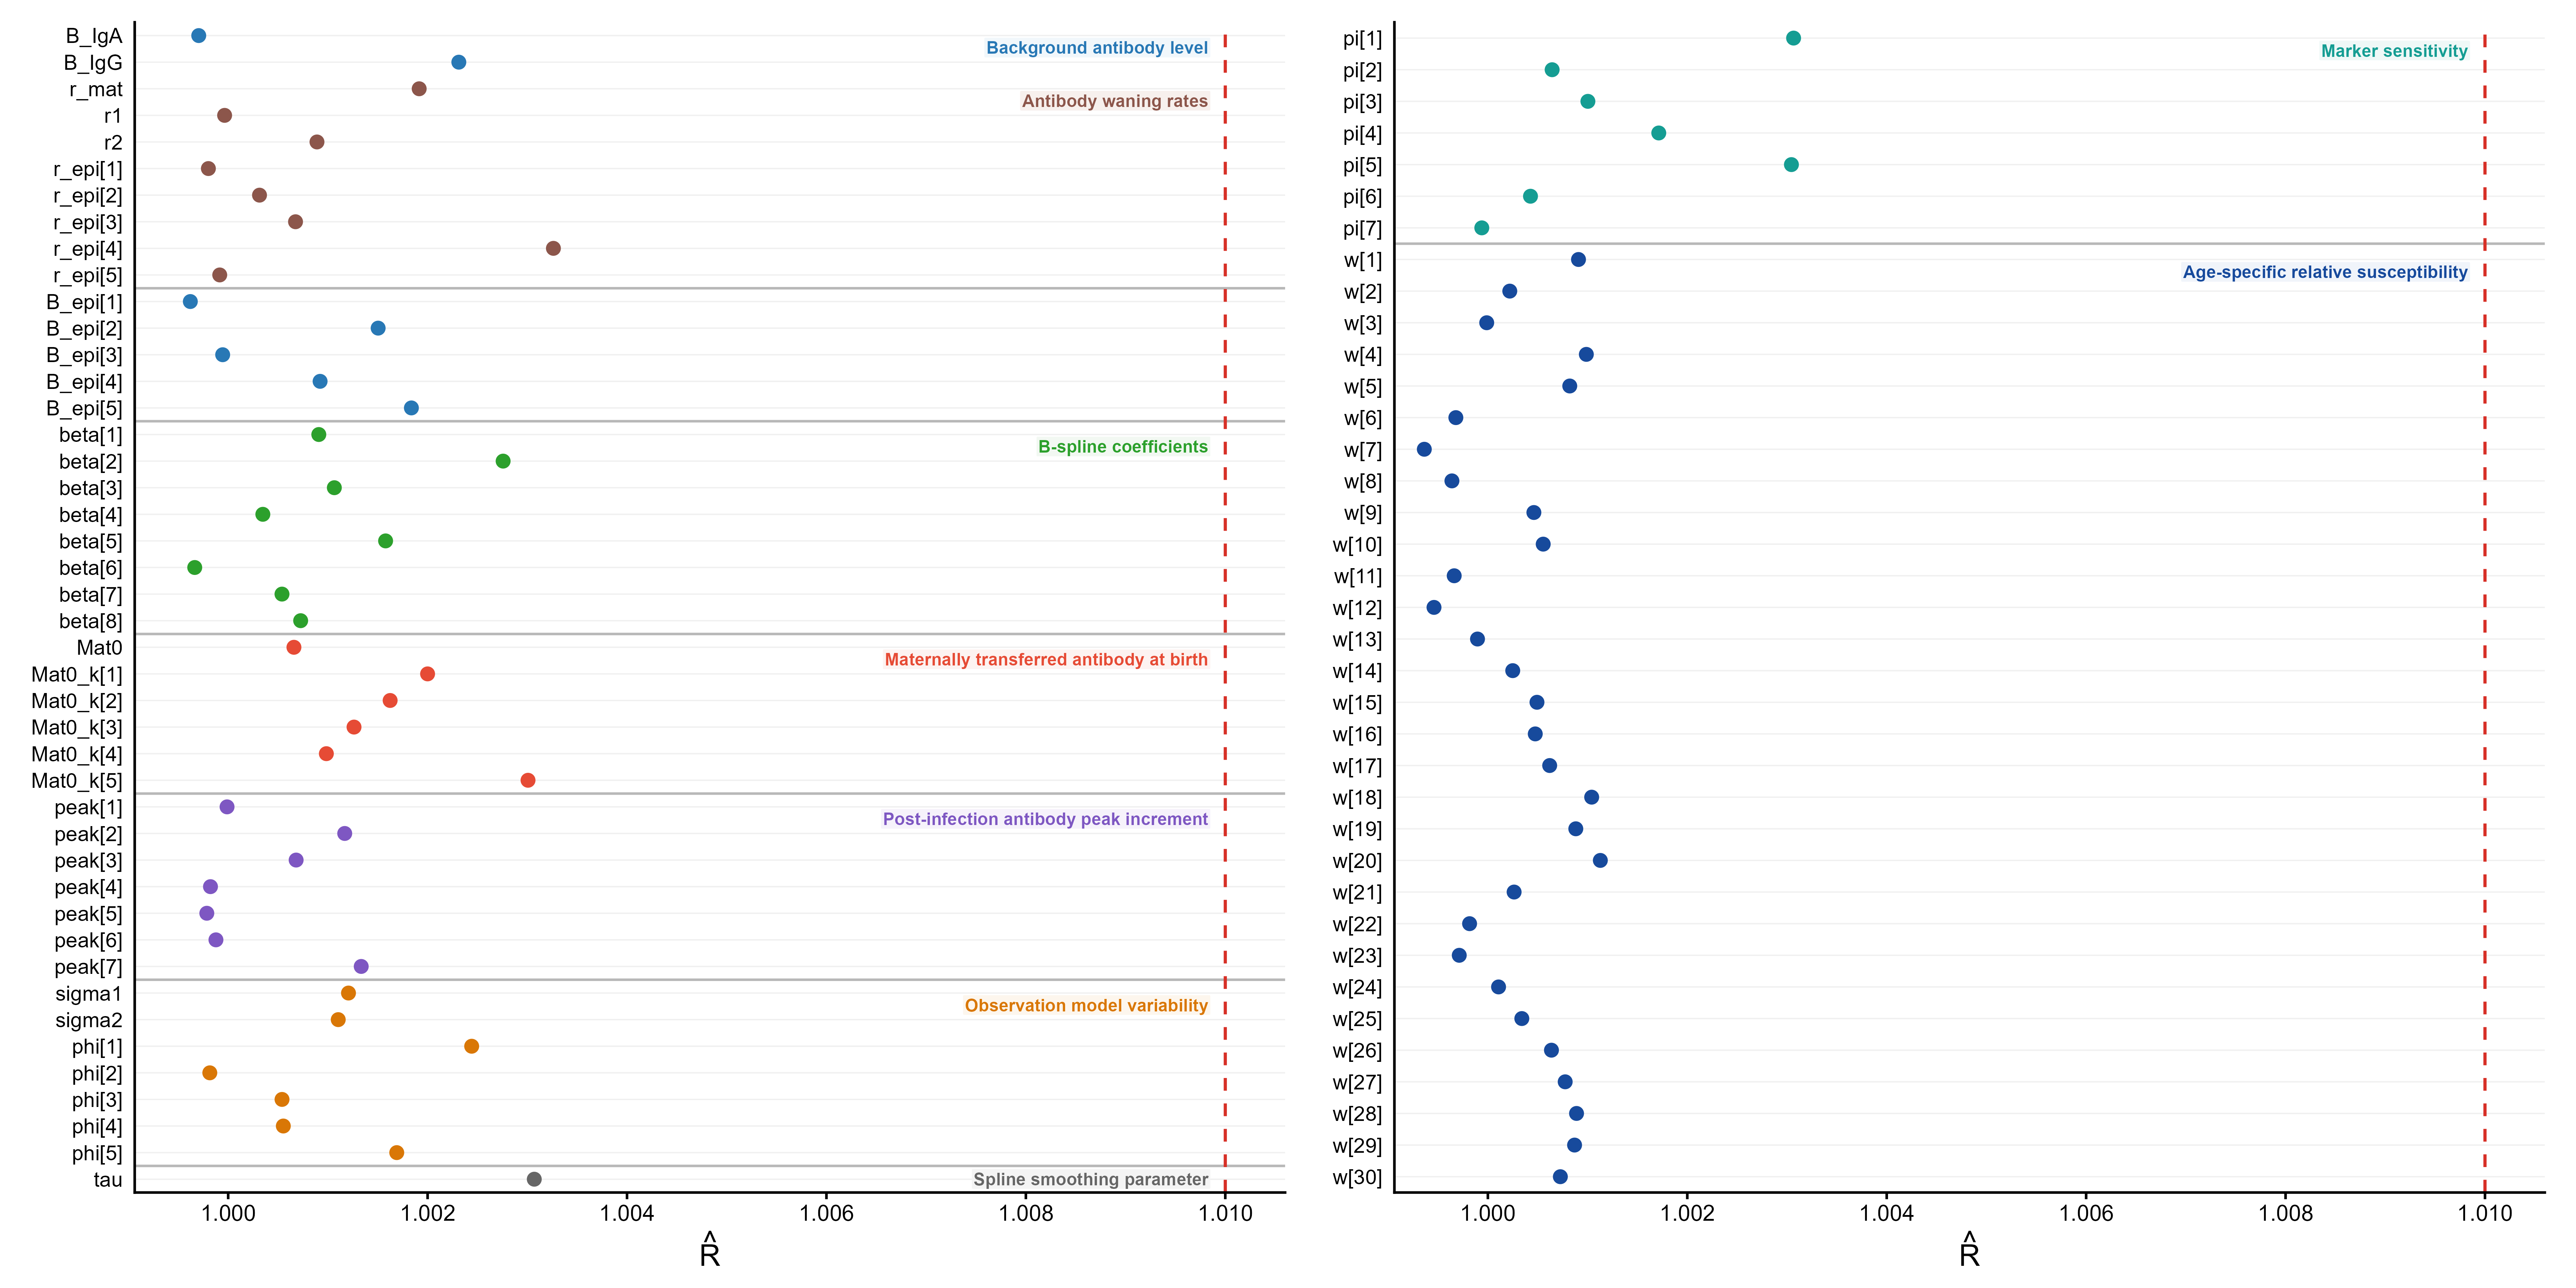 B_IgA
Background antibody level
B_IgG
r_mat
Antibody waning rates
r1
r2
r_epi[1]
r_epi[2]
r_epi[3]
r_epi[4]
r_epi[5]
B_epi[1]
B_epi[2]
B_epi[3]
B_epi[4]
B_epi[5]
beta[1]
B-spline coefficients
beta[2]
beta[3]
beta[4]
beta[5]
beta[6]
beta[7]
beta[8]
Mat0
Maternally transferred antibody at birth
Mat0_k[1]
Mat0_k[2]
Mat0_k[3]
Mat0_k[4]
Mat0_k[5]
peak[1]
Post-infection antibody peak increment
peak[2]
peak[3]
peak[4]
peak[5]
peak[6]
peak[7]
sigma1
Observation model variability
sigma2
phi[1]
phi[2]
phi[3]
phi[4]
phi[5]
tau
Spline smoothing parameter
1.000 1.002 1.004 1.006 1.008 1.010
R̂
pi[1]
Marker sensitivity
pi[2]
pi[3]
pi[4]
pi[5]
pi[6]
pi[7]
w[1]
Age-specific relative susceptibility
w[2]
w[3]
w[4]
w[5]
w[6]
w[7]
w[8]
w[9]
w[10]
w[11]
w[12]
w[13]
w[14]
w[15]
w[16]
w[17]
w[18]
w[19]
w[20]
w[21]
w[22]
w[23]
w[24]
w[25]
w[26]
w[27]
w[28]
w[29]
w[30]
1.000 1.002 1.004 1.006 1.008 1.010
R̂